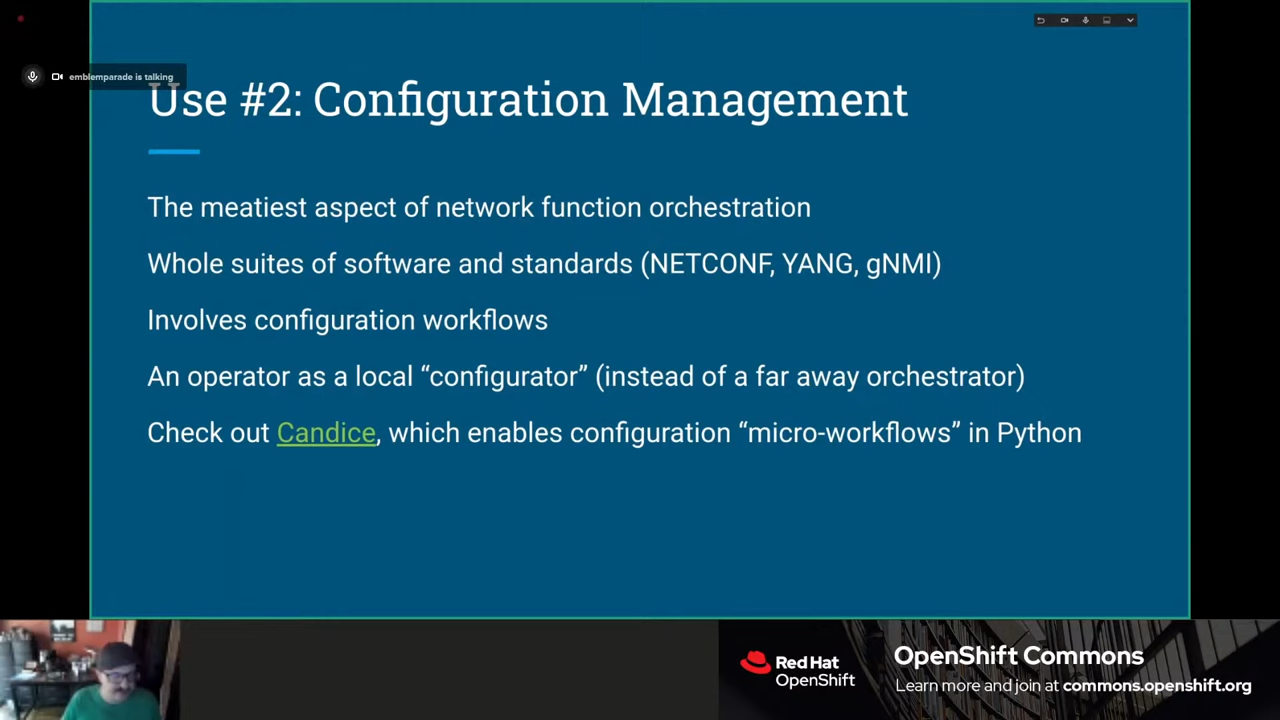 emblemparade is talking
Use #2: Configuration Management
The meatiest aspect of network function orchestration
Whole suites of software and standards (NETCONF, YANG, gNMI)
Involves configuration workflows
An operator as a local “configurator” (instead of a far away orchestrator)
Check out Candice, which enables configuration “micro-workflows” in Python
Red Hat
OpenShift
OpenShift Commons
Learn more and join at commons.openshift.org